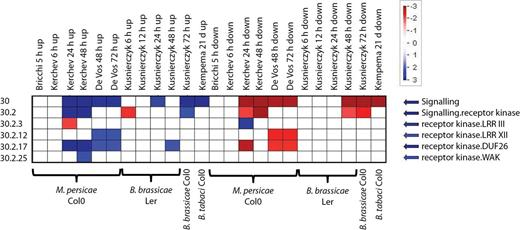 Bricchi 5 h up
Kerchev 6 h up
Kerchev 24 h up
Kerchev 48 h up
De Vos 48 h up
De Vos 72 h up
Kusnierczyk 6 h up
Kusnierczyk 12 h up
Kusnierczyk 24 h up
Kusnierczyk 48 h up
Kusnierczyk 72 h up
Kempema 21 d up
Bricchi 5 h down
Kerchev 6 h down
Kerchev 24 h down
Kerchev 48 h down
De Vos 48 h down
De Vos 72 h down
Kusnierczyk 6 h down
Kusnierczyk 12 h down
Kusnierczyk 24 h down
Kusnierczyk 48 h down
Kusnierczyk 72 h down
Kempema 21 d down
-3
-2
-1
0
1
2
3
30
30.2
30.2.3
30.2.12
30.2.17
30.2.25
Signalling
Signalling.receptor kinase
receptor kinase.LRR III
receptor kinase.LRR XII
receptor kinase.DUF26
receptor kinase.WAK
M. persicae
Col0
B. brassicae
Ler
B. brassicae Col0
B. tabaci Col0
M. persicae
Col0
B. brassicae
Ler
B. brassicae Col0
B. tabaci Col0